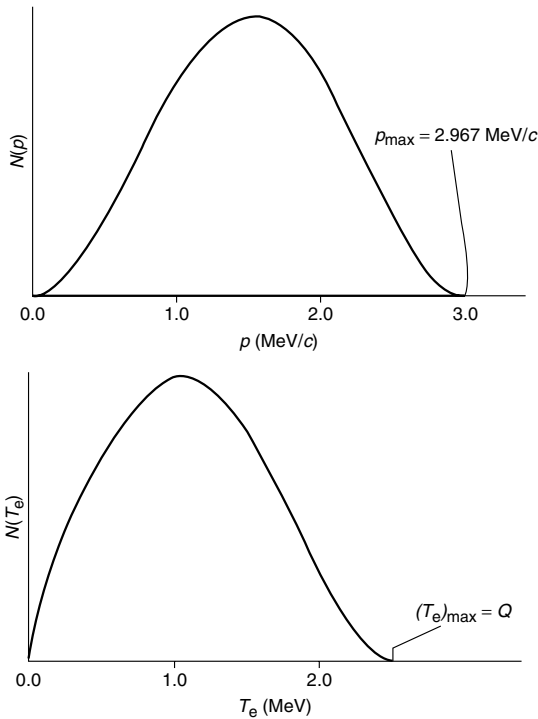 N(p)
p_max = 2.967 MeV/c
0.0 1.0 2.0 3.0
p (MeV/c)
N(T_e)
(T_e)_max = Q
0.0 1.0 2.0
T_e (MeV)